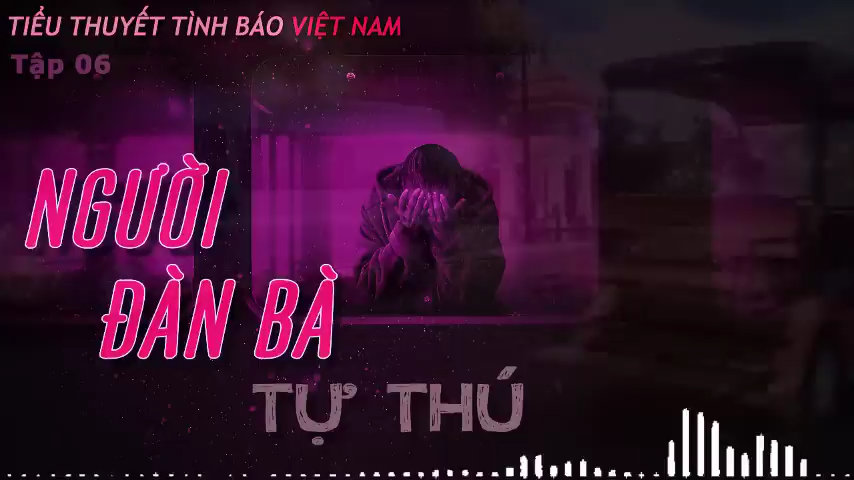 TIỂU THUYẾT TÌNH BÁO VIỆT NAM
Tập 06
NGƯỜI
ĐÀN BÀ
TỰ THÚ